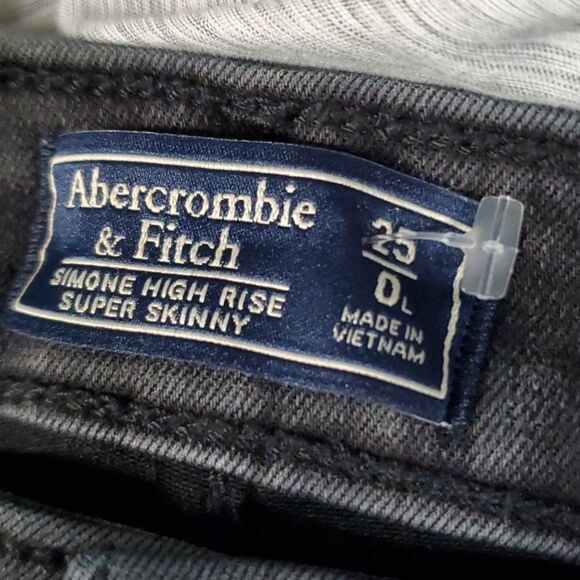 Abercrombie
& Fitch
SIMONE HIGH RISE
SUPER SKINNY
25
0L
MADE IN
VIETNAM